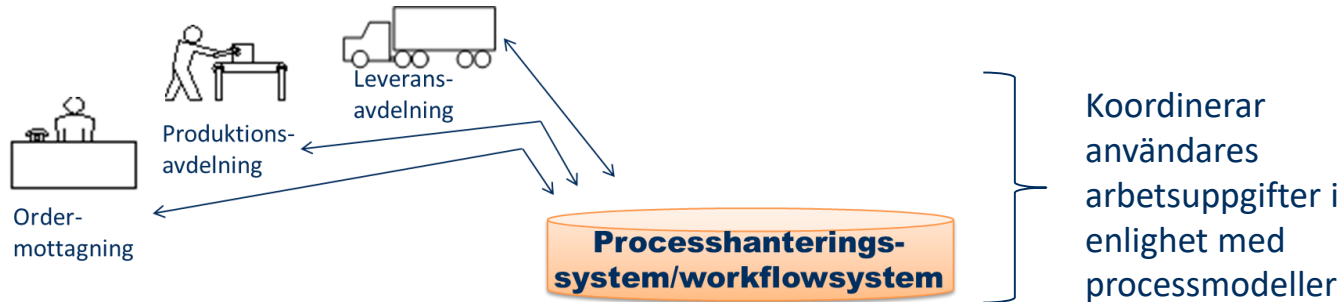 Leverans-
avdelning
Produktions-
avdelning
Order-
mottagning
Processhanterings-
system/workflowsystem
Koordinerar
användares
arbetsuppgifter i
enlighet med
processmodeller